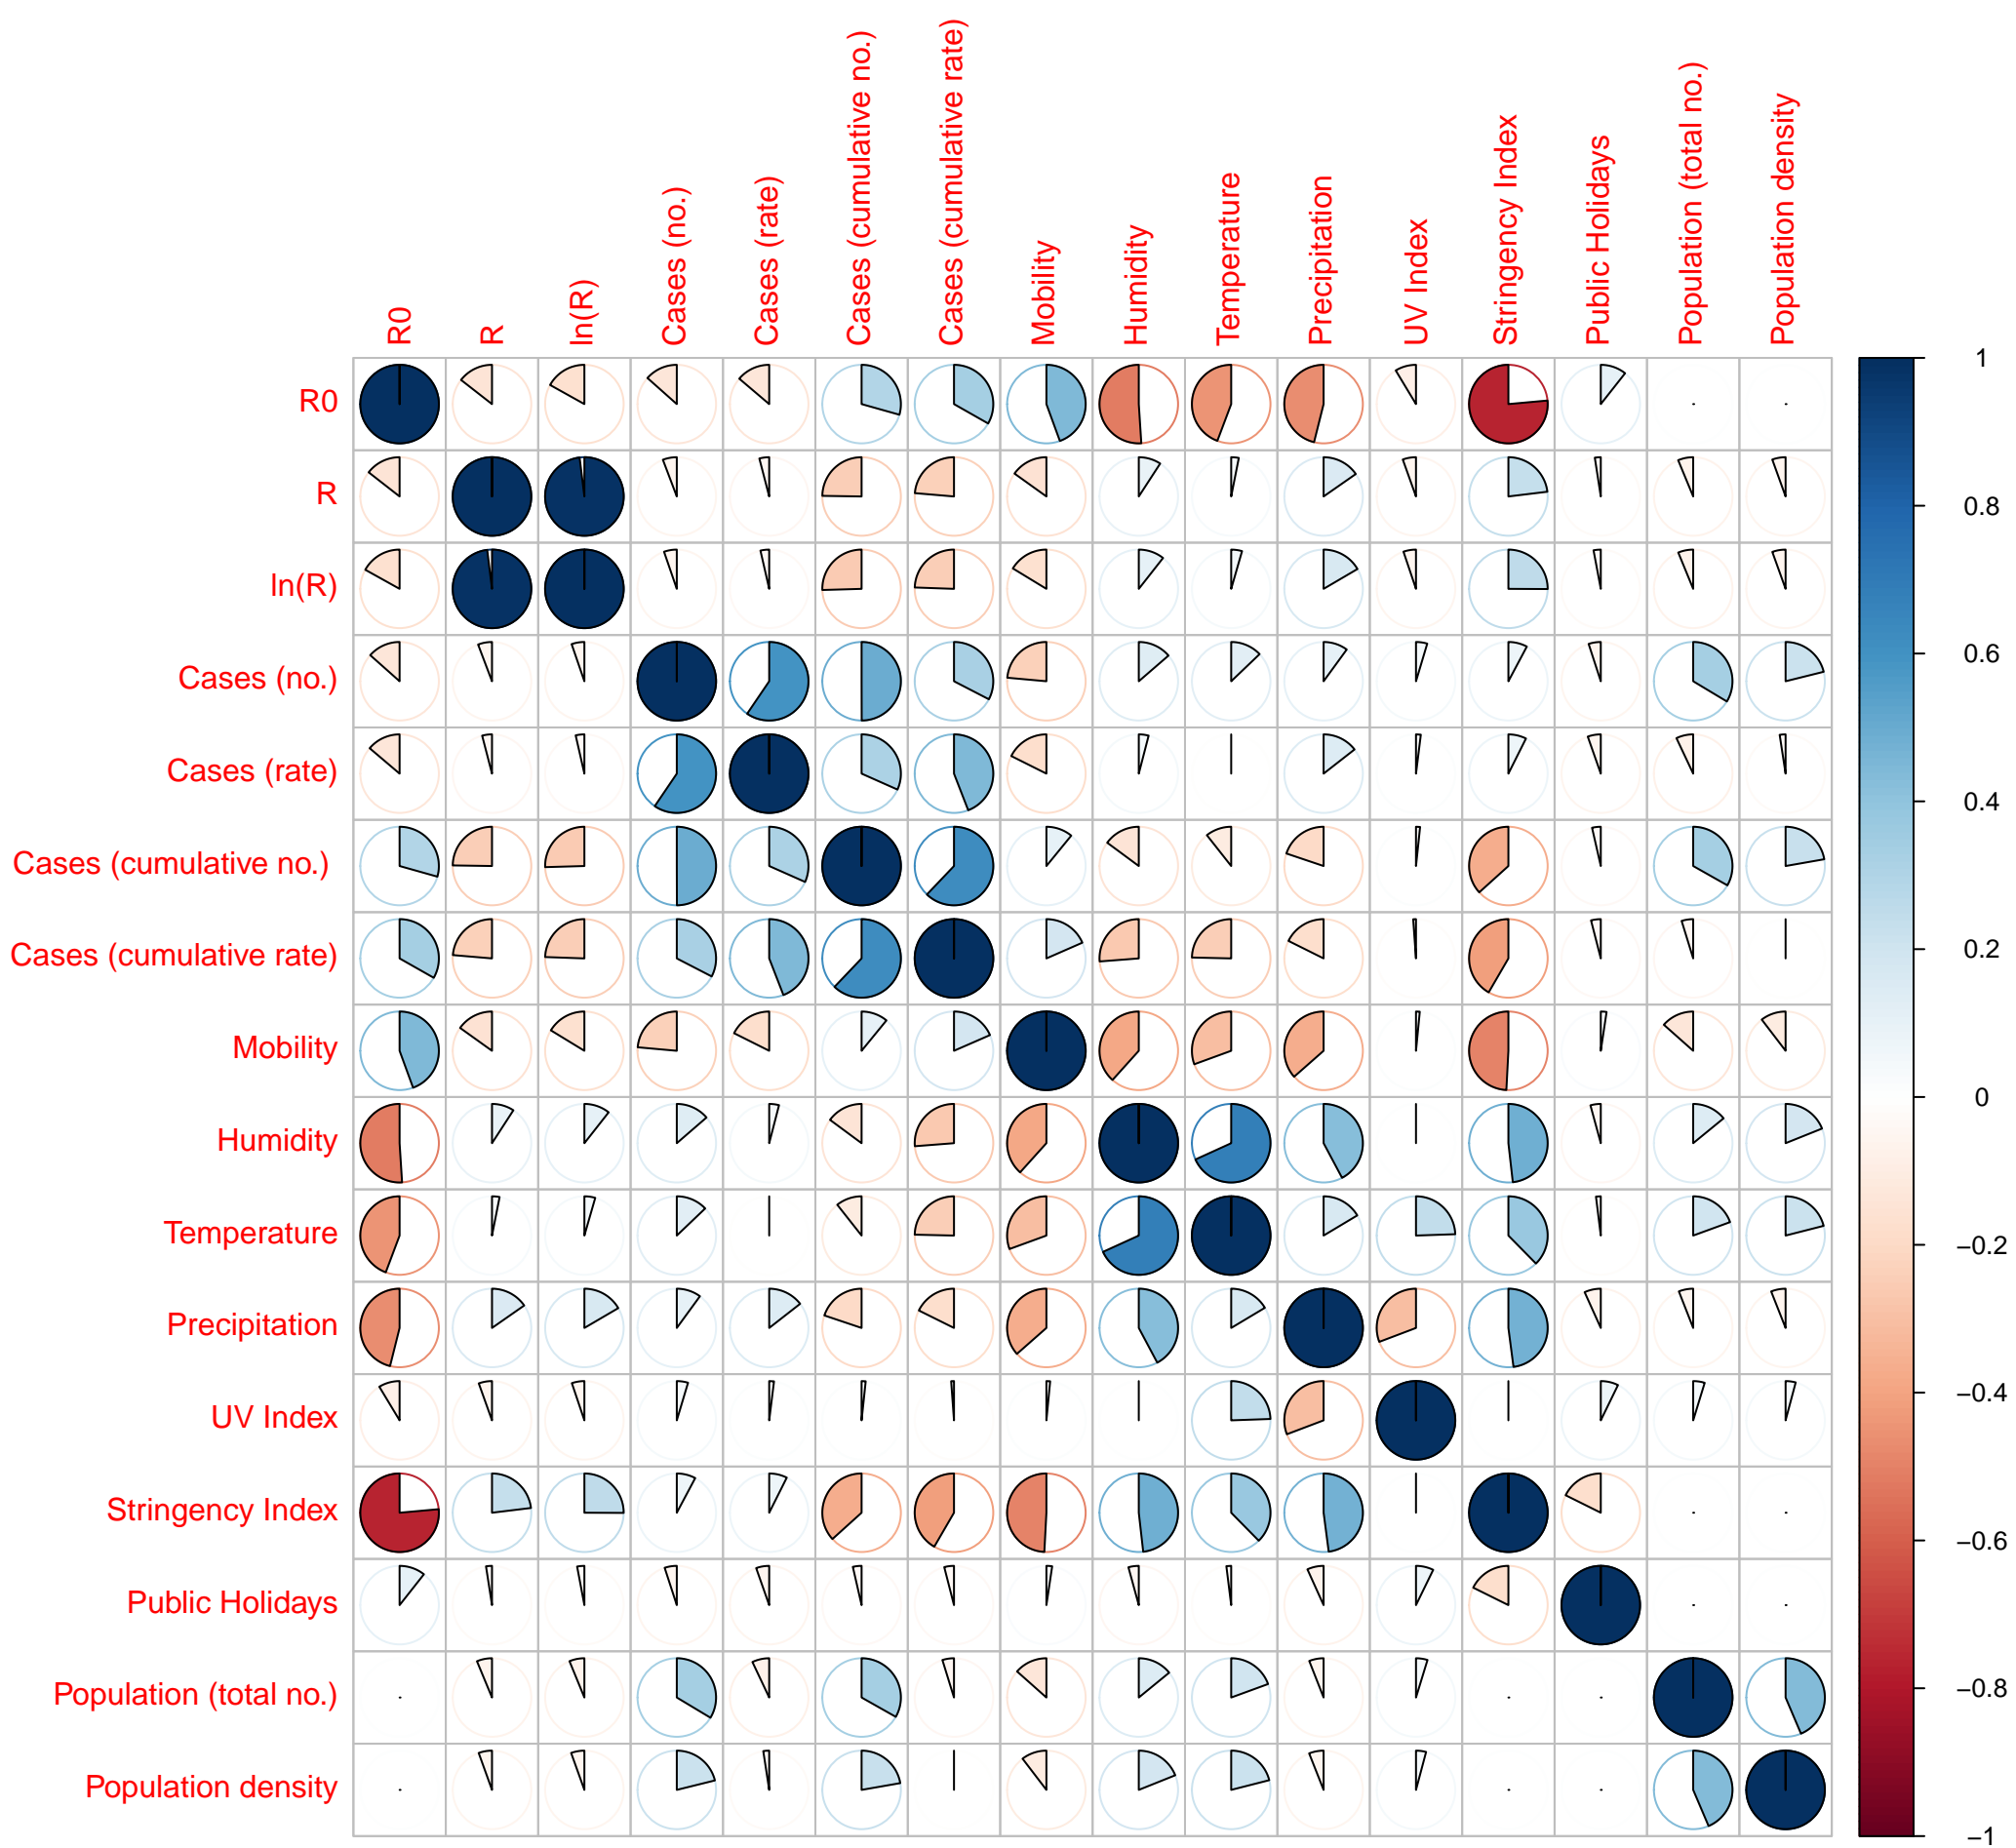 R0
R
ln(R)
Cases (no.)
Cases (rate)
Cases (cumulative no.)
Cases (cumulative rate)
Mobility
Humidity
Temperature
Precipitation
UV Index
Stringency Index
Public Holidays
Population (total no.)
Population density
R0
R
ln(R)
Cases (no.)
Cases (rate)
Cases (cumulative no.)
Cases (cumulative rate)
Mobility
Humidity
Temperature
Precipitation
UV Index
Stringency Index
Public Holidays
Population (total no.)
Population density
1
0.8
0.6
0.4
0.2
0
−0.2
−0.4
−0.6
−0.8
−1